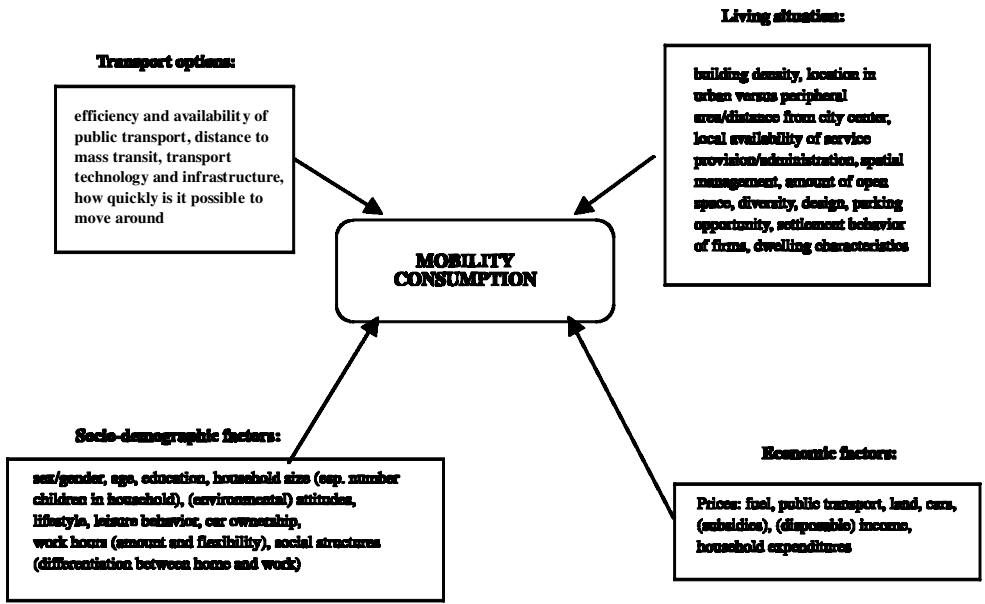 Transport options:
efficiency and availability of
public transport, distance to
mass transit, transport
technology and infrastructure,
how quickly is it possible to
move around
Living situation:
building density, location in
urban versus peripheral
area/distance from city center,
local availability of service
provision/administration, spatial
management, amount of open
space, diversity, design, parking
opportunity, settlement behavior
of firms, dwelling characteristics
MOBILITY
CONSUMPTION
Socio-demographic factors:
sex/gender, age, education, household size (esp. number
children in household), (environmental) attitudes,
lifestyle, leisure behavior, car ownership,
work hours (amount and flexibility), social structures
(differentiation between home and work)
Economic factors:
Prices: fuel, public transport, land, cars,
(subsidies), (disposable) income,
household expenditures